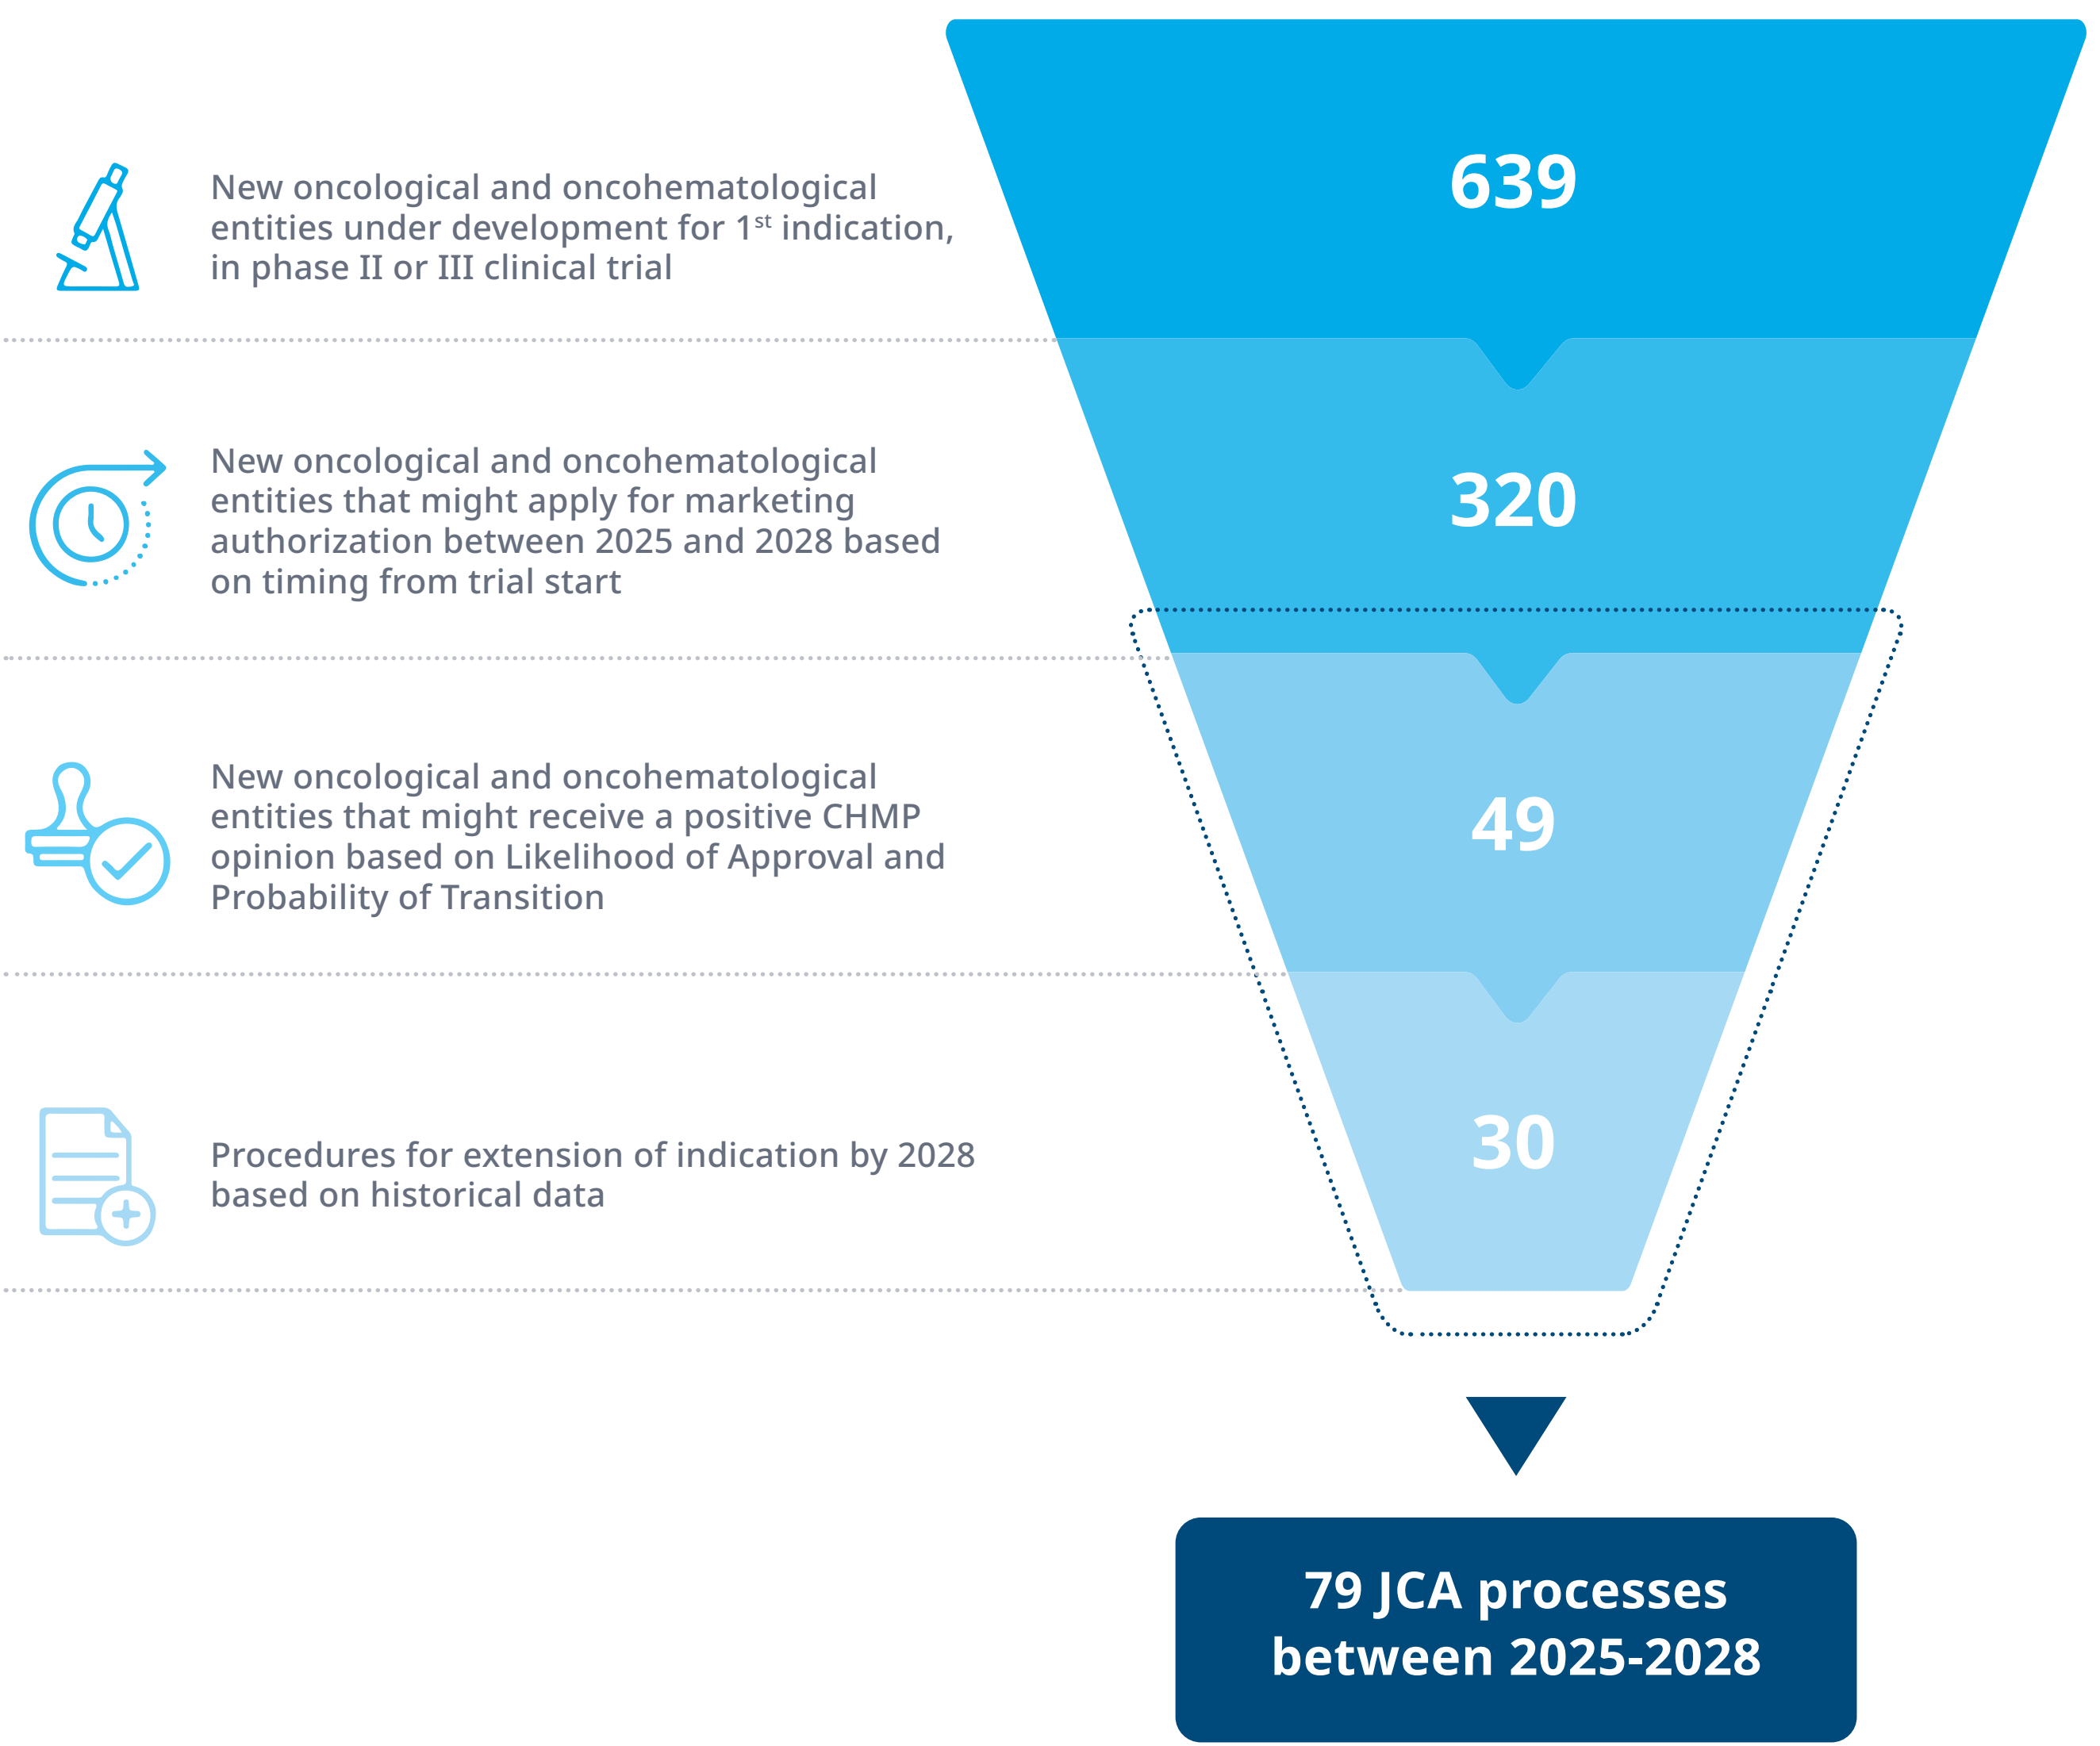 639
New oncological and oncohematological
entities under development for 1st indication,
in phase II or III clinical trial
320
New oncological and oncohematological
entities that might apply for marketing
authorization between 2025 and 2028 based
on timing from trial start
49
New oncological and oncohematological
entities that might receive a positive CHMP
opinion based on Likelihood of Approval and
Probability of Transition
30
Procedures for extension of indication by 2028
based on historical data
79 JCA processes
between 2025-2028